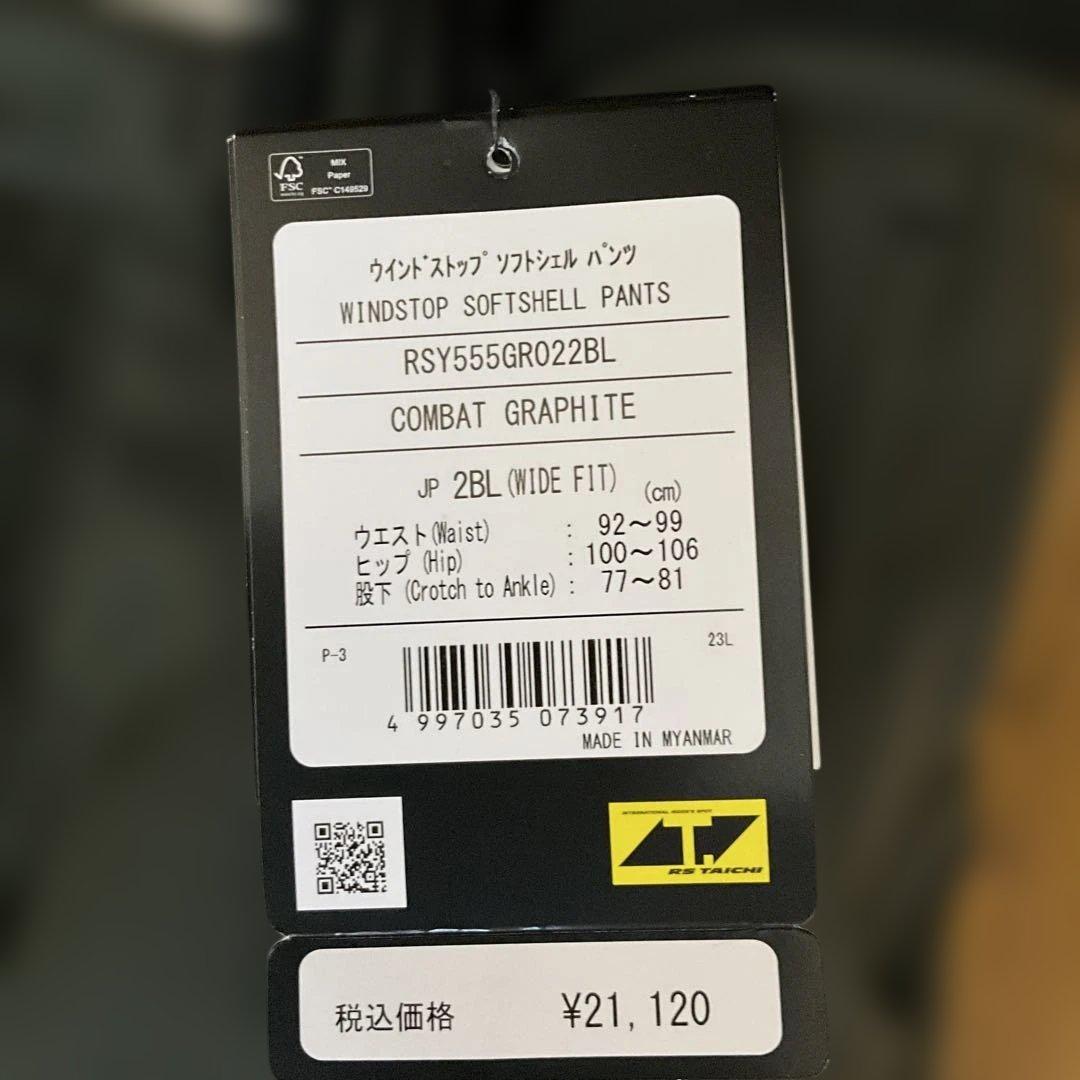 MIX
Paper
FSC® C149529
FSC
ウインドストップ ソフトシェル パンツ
WINDSTOP SOFTSHELL PANTS
RSY555GR022BL
COMBAT GRAPHITE
JP 2BL(WIDE FIT) (cm)
ウエスト(Waist) : 92〜99
ヒップ(Hip) : 100〜106
股下(Crotch to Ankle) : 77〜81
P-3
23L
4 997035 073917
MADE IN MYANMAR
RS TAICHI
税込価格 ¥21,120